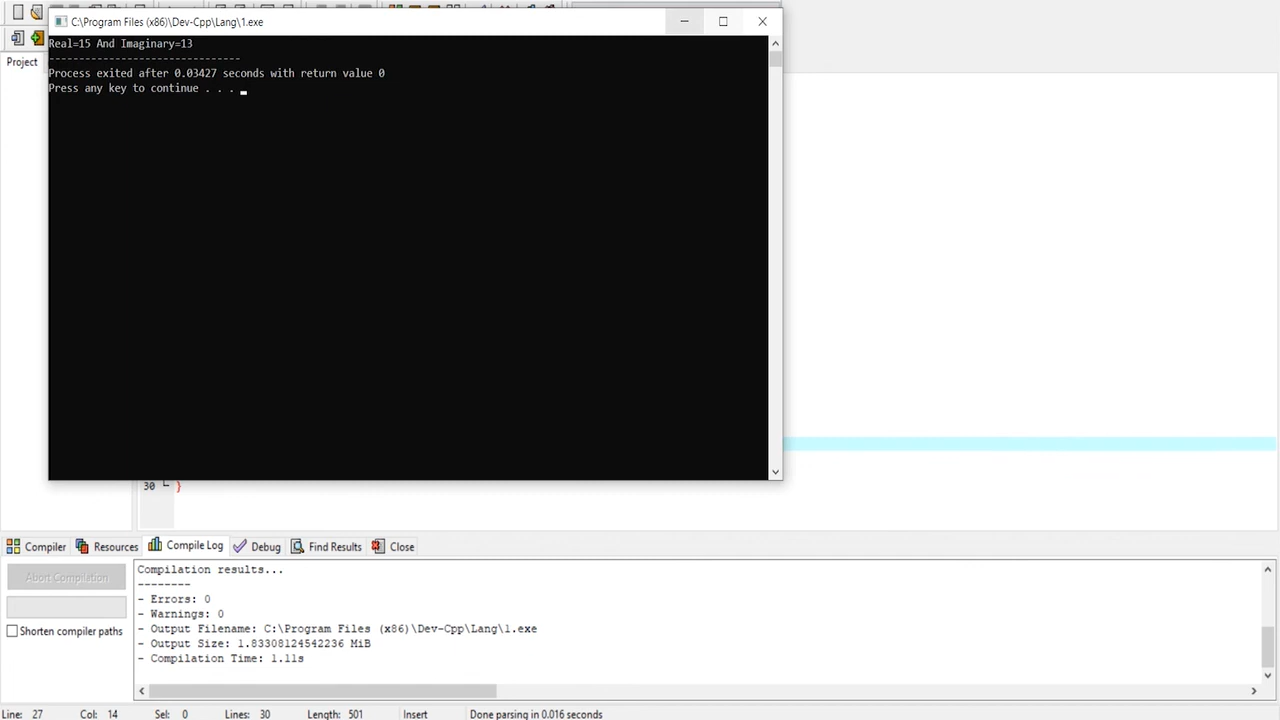 C:\Program Files (x86)\Dev-Cpp\Lang\1.exe
Real=15 And Imaginary=13
--------------------------------
Process exited after 0.03427 seconds with return value 0
Press any key to continue . . .
Project
30 }
Compiler Resources Compile Log Debug Find Results Close
Abort Compilation
Shorten compiler paths
Compilation results...
--------
- Errors: 0
- Warnings: 0
- Output Filename: C:\Program Files (x86)\Dev-Cpp\Lang\1.exe
- Output Size: 1.83308124542236 MiB
- Compilation Time: 1.11s
Line: 27 Col: 14 Sel: 0 Lines: 30 Length: 501 Insert Done parsing in 0.016 seconds